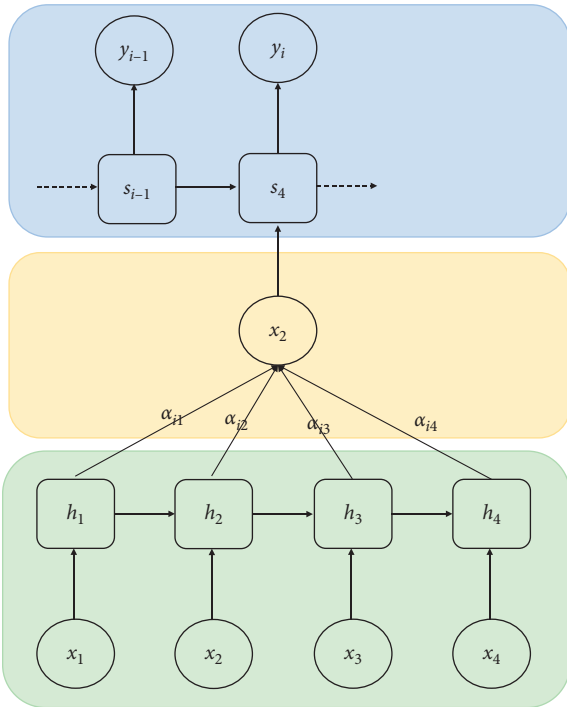 y_{i–1} y_i
s_{i–1} s_4
x_2
α_{i1} α_{i2} α_{i3} α_{i4}
h_1 h_2 h_3 h_4
x_1 x_2 x_3 x_4